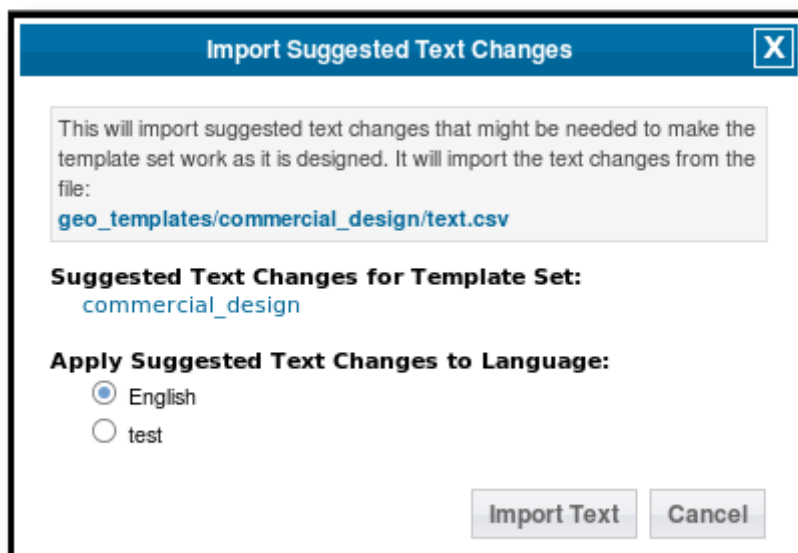 Import Suggested Text Changes X
This will import suggested text changes that might be needed to make the
template set work as it is designed. It will import the text changes from the
file:
geo_templates/commercial_design/text.csv
Suggested Text Changes for Template Set:
commercial_design
Apply Suggested Text Changes to Language:
English
test
Import Text Cancel